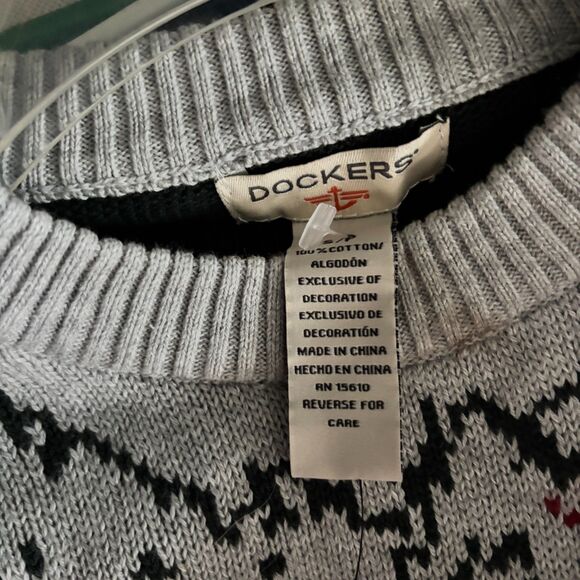 DOCKERS®
S/P
100% COTTON/
ALGODÓN
EXCLUSIVE OF
DECORATION
EXCLUSIVO DE
DECORATIÓN
MADE IN CHINA
HECHO EN CHINA
RN 15610
REVERSE FOR
CARE